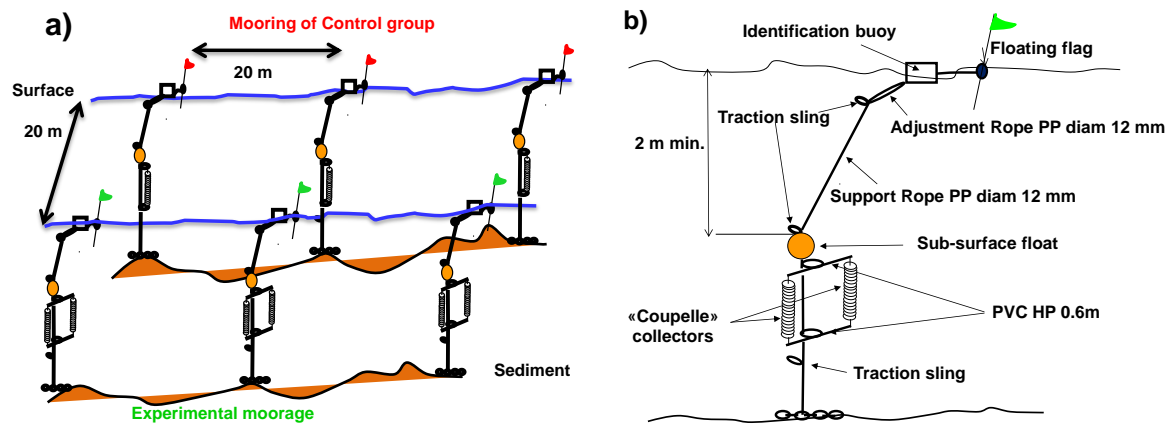 a)
Mooring of Control group
20 m
Surface
20 m
Sediment
Experimental moorage
b)
Identification buoy
Floating flag
Traction sling
Adjustment Rope PP diam 12 mm
2 m min.
Support Rope PP diam 12 mm
Sub-surface float
«Coupelle»
collectors
PVC HP 0.6m
Traction sling